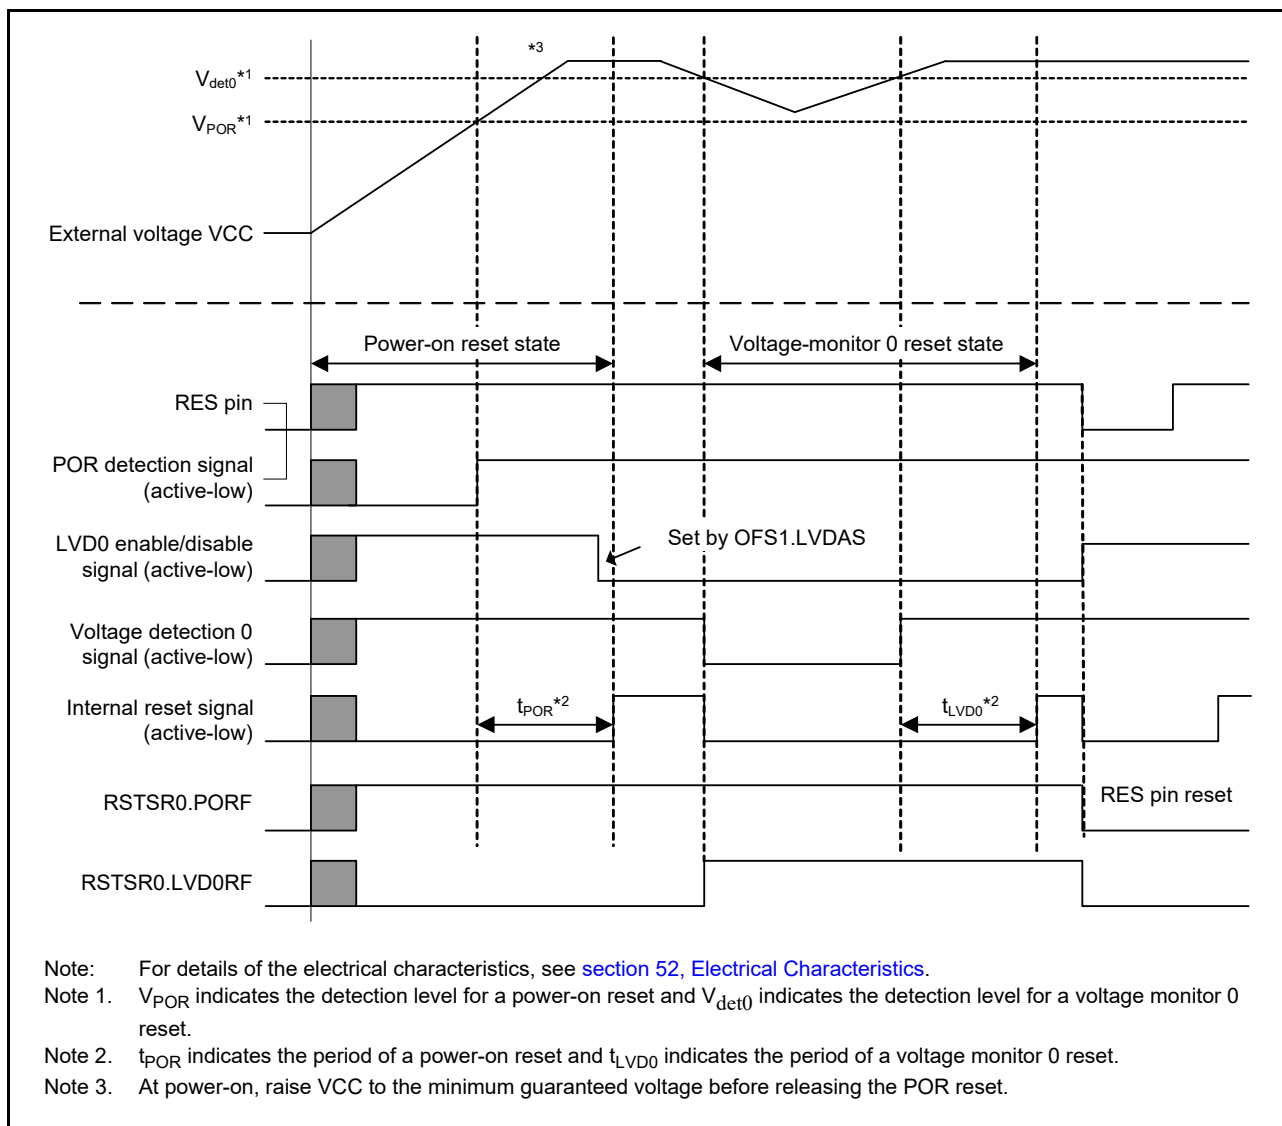 *3
Vdet0*1
VPOR*1
External voltage VCC
Power-on reset state
Voltage-monitor 0 reset state
RES pin
POR detection signal
(active-low)
LVD0 enable/disable
signal (active-low)
Set by OFS1.LVDAS
Voltage detection 0
signal (active-low)
Internal reset signal
(active-low)
tPOR*2
tLVD0*2
RSTSR0.PORF
RES pin reset
RSTSR0.LVD0RF
Note: For details of the electrical characteristics, see section 52, Electrical Characteristics.
Note 1. VPOR indicates the detection level for a power-on reset and Vdet0 indicates the detection level for a voltage monitor 0
reset.
Note 2. tPOR indicates the period of a power-on reset and tLVD0 indicates the period of a voltage monitor 0 reset.
Note 3. At power-on, raise VCC to the minimum guaranteed voltage before releasing the POR reset.